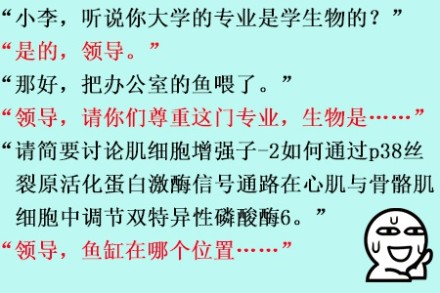 “小李，听说你大学的专业是学生物的？”
“是的，领导。”
“那好，把办公室的鱼喂了。”
“领导，请你们尊重这门专业，生物是……”
“请简要讨论肌细胞增强子-2如何通过p38丝
裂原活化蛋白激酶信号通路在心肌与骨骼肌
细胞中调节双特异性磷酸酶6。”
“领导，鱼缸在哪个位置……”